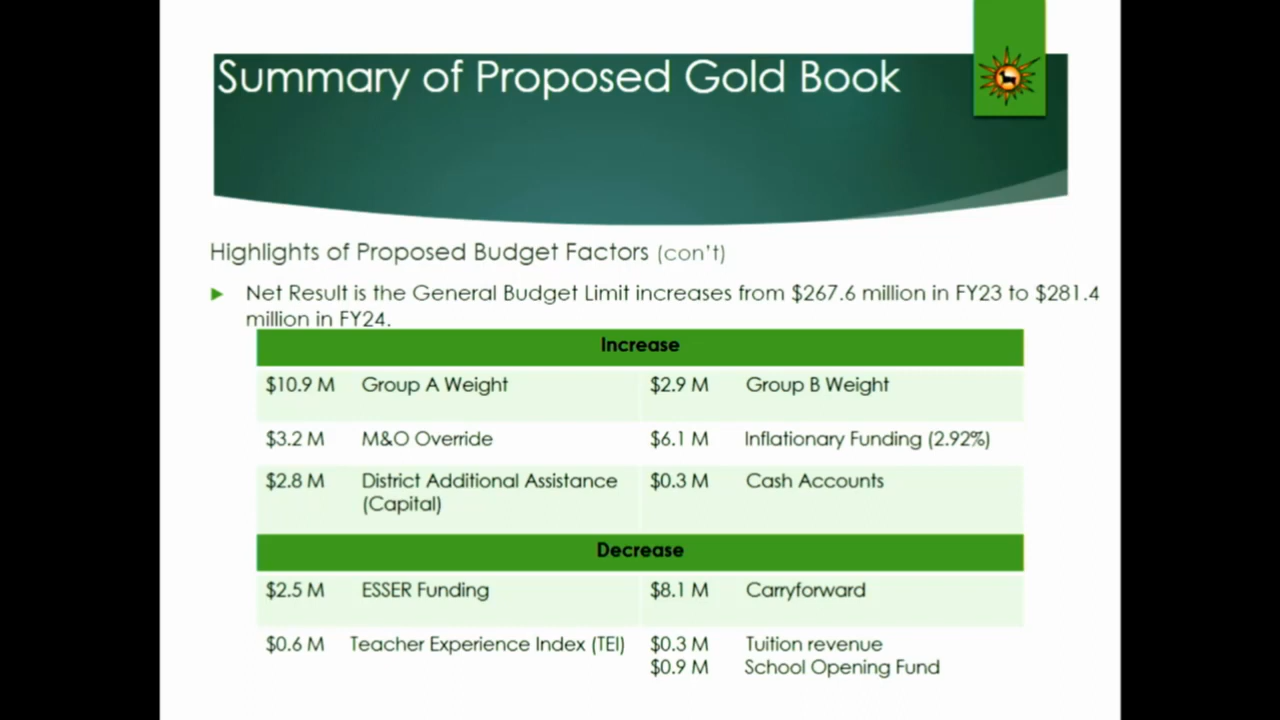 Summary of Proposed Gold Book
Highlights of Proposed Budget Factors (con't)
Net Result is the General Budget Limit increases from $267.6 million in FY23 to $281.4
million in FY24.
Increase
$10.9 M Group A Weight $2.9 M Group B Weight
$3.2 M M&O Override $6.1 M Inflationary Funding (2.92%)
$2.8 M District Additional Assistance $0.3 M Cash Accounts
(Capital)
Decrease
$2.5 M ESSER Funding $8.1 M Carryforward
$0.6 M Teacher Experience Index (TEI) $0.3 M Tuition revenue
$0.9 M School Opening Fund